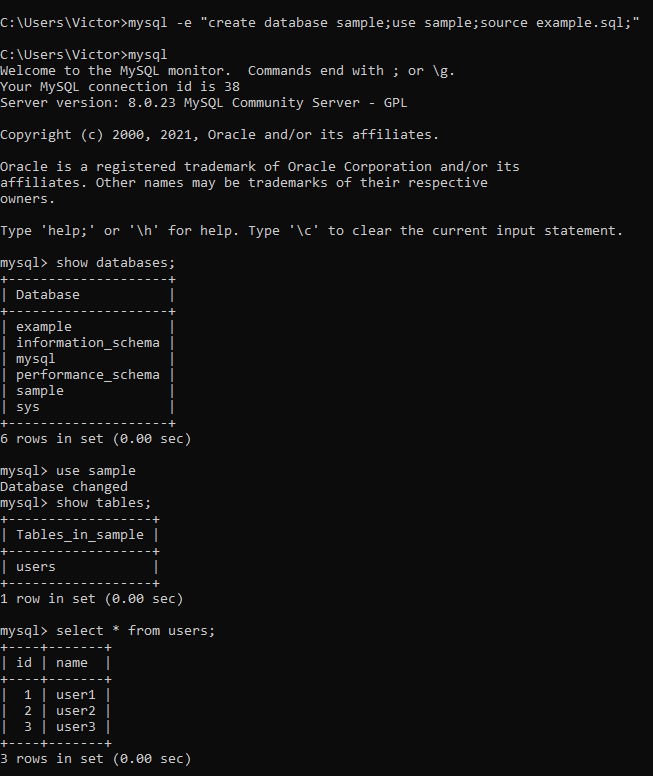 C:\Users\Victor>mysql -e "create database sample;use sample;source example.sql;"
C:\Users\Victor>mysql
Welcome to the MySQL monitor.  Commands end with ; or \g.
Your MySQL connection id is 38
Server version: 8.0.23 MySQL Community Server - GPL
Copyright (c) 2000, 2021, Oracle and/or its affiliates.
Oracle is a registered trademark of Oracle Corporation and/or its
affiliates. Other names may be trademarks of their respective
owners.
Type 'help;' or '\h' for help. Type '\c' to clear the current input statement.
mysql> show databases;
+--------------------+
| Database           |
+--------------------+
| example            |
| information_schema |
| mysql              |
| performance_schema |
| sample             |
| sys                |
+--------------------+
6 rows in set (0.00 sec)
mysql> use sample
Database changed
mysql> show tables;
+------------------+
| Tables_in_sample |
+------------------+
| users            |
+------------------+
1 row in set (0.00 sec)
mysql> select * from users;
+----+-------+
| id | name  |
+----+-------+
|  1 | user1 |
|  2 | user2 |
|  3 | user3 |
+----+-------+
3 rows in set (0.00 sec)